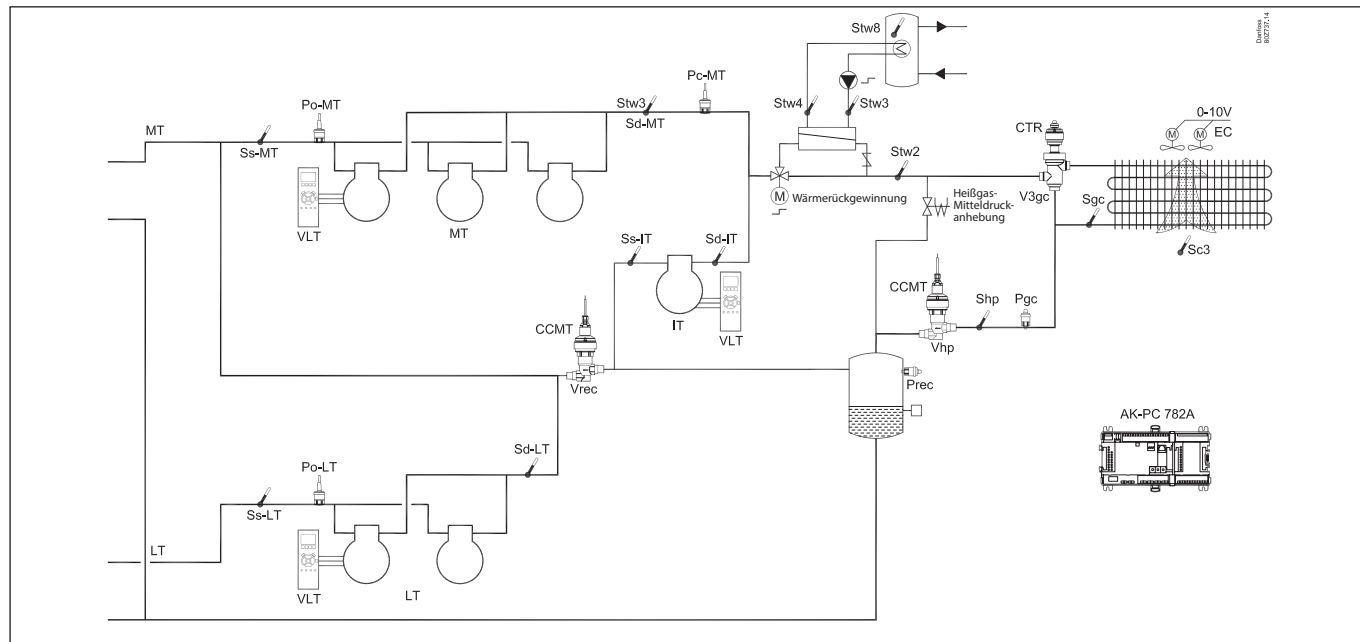 Danfoss
80Z737.14
Stw8
Pc-MT
Stw3
Sd-MT
Stw4
Stw3
Po-MT
MT
Ss-MT
CTR
0-10V
M
M
EC
Stw2
M
Wärmerückgewinnung
Heißgas-
Mitteldruck-
anhebung
V3gc
Sgc
Sc3
VLT
MT
Ss-IT
Sd-IT
CCMT
IT
VLT
CCMT
Shp
Pgc
Vhp
Vrec
Prec
AK-PC 782A
Sd-LT
Po-LT
Ss-LT
LT
VLT
LT